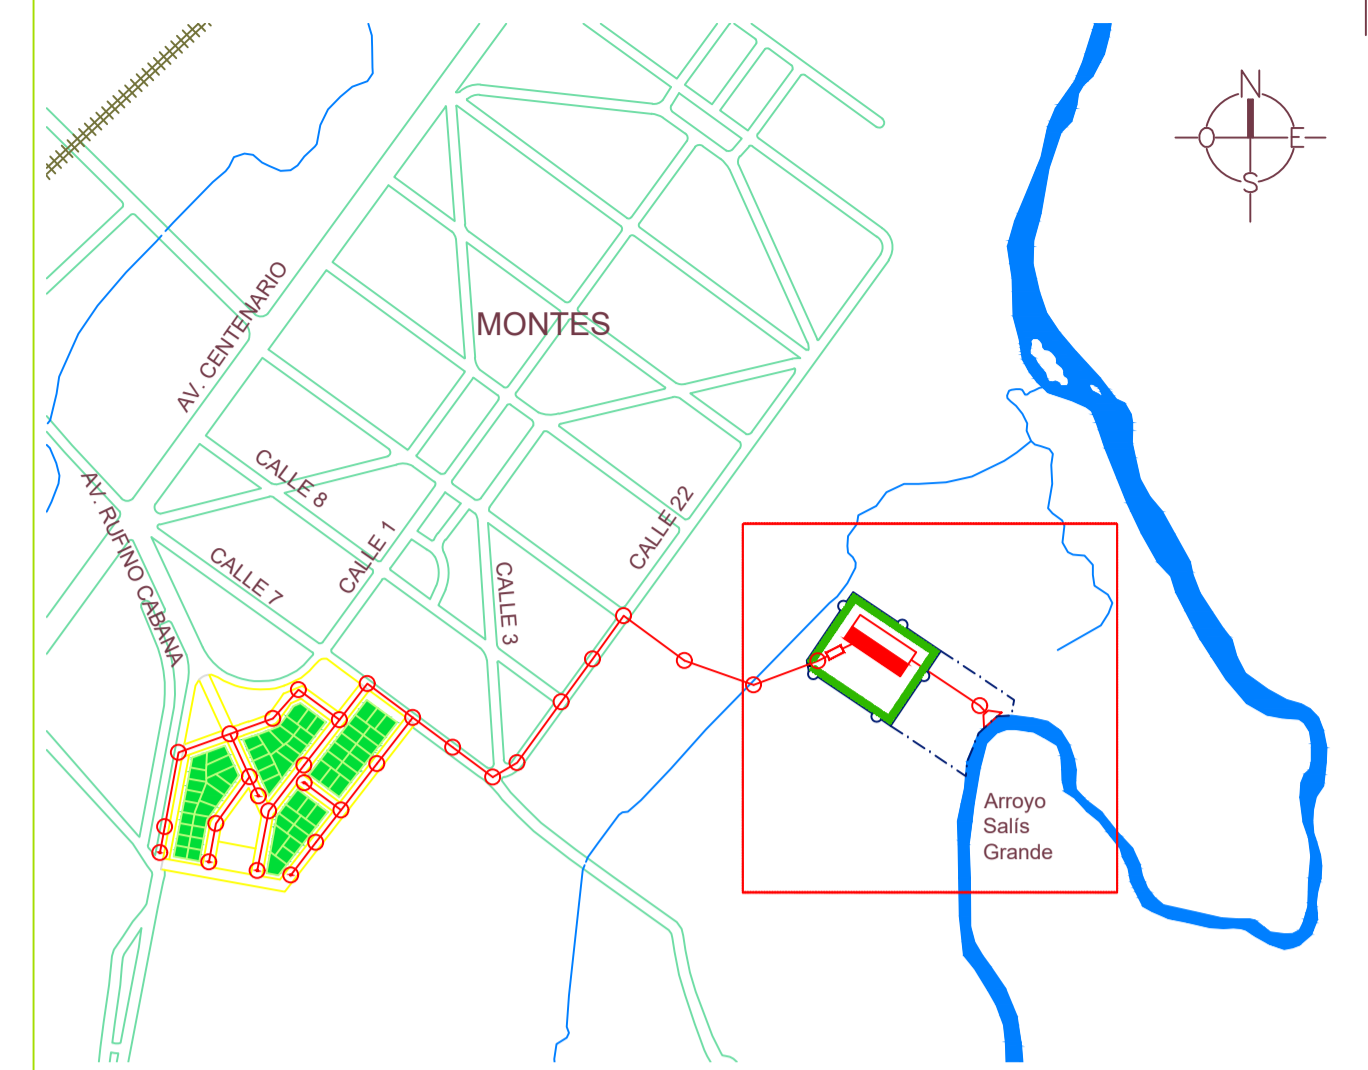 N
O
E
S
AV. CENTENARIO
MONTES
CALLE 8
AV. RUFINO CABANA
CALLE 7
CALLE 1
CALLE 22
CALLE 3
Arroyo
Salís
Grande